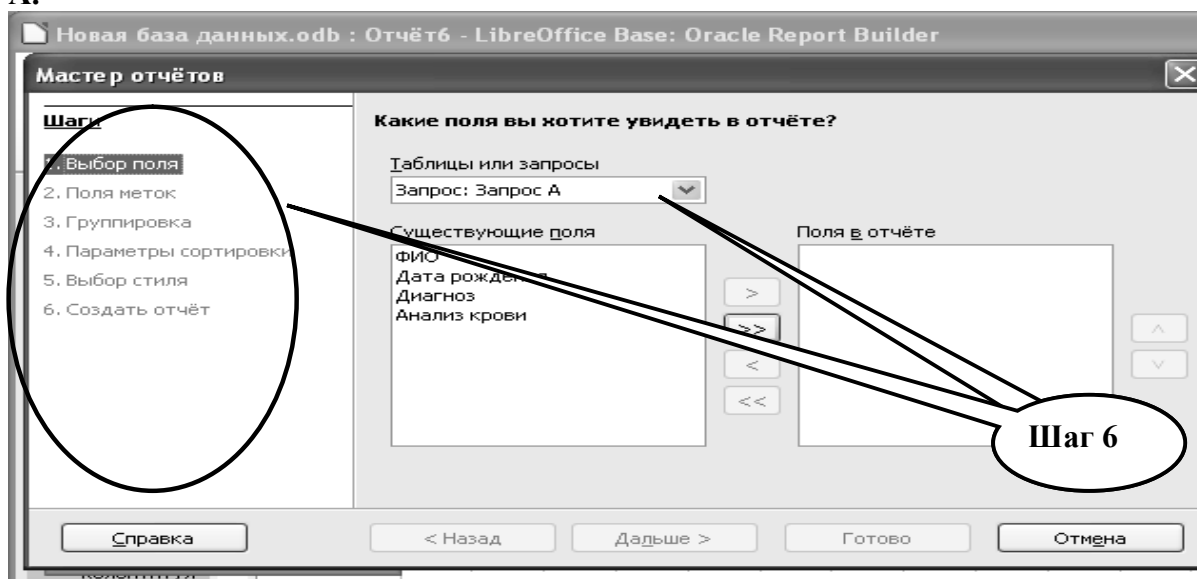 А.
Новая база данных.odb : Отчёт6 - LibreOffice Base: Oracle Report Builder
Мастер отчётов
Шаги
1. Выбор поля
2. Поля меток
3. Группировка
4. Параметры сортировки
5. Выбор стиля
6. Создать отчёт
Какие поля вы хотите увидеть в отчёте?
Таблицы или запросы
Запрос: Запрос А
Существующие поля
ФИО
Дата рождения
Диагноз
Анализ крови
>
>>
<
<<
Поля в отчёте
Шаг 6
Справка
< Назад
Дальше >
Готово
Отмена